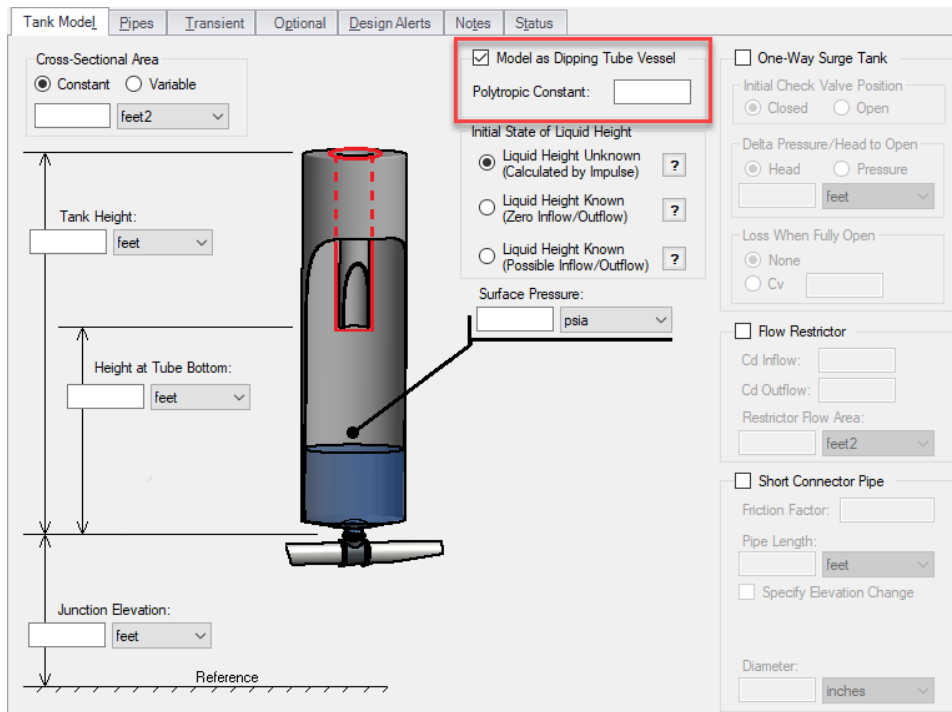 Tank Model
Pipes
Transient
Optional
Design Alerts
Notes
Status
Cross-Sectional Area
Constant
Variable
feet2
Tank Height:
feet
Height at Tube Bottom:
feet
Junction Elevation:
feet
Reference
Model as Dipping Tube Vessel
Polytropic Constant:
Initial State of Liquid Height
Liquid Height Unknown
(Calculated by Impulse)
?
Liquid Height Known
(Zero Inflow/Outflow)
?
Liquid Height Known
(Possible Inflow/Outflow)
?
Surface Pressure:
psia
One-Way Surge Tank
Initial Check Valve Position
Closed
Open
Delta Pressure/Head to Open
Head
Pressure
feet
Loss When Fully Open
None
Cv
Flow Restrictor
Cd Inflow:
Cd Outflow:
Restrictor Flow Area:
feet2
Short Connector Pipe
Friction Factor:
Pipe Length:
feet
Specify Elevation Change
Diameter:
inches